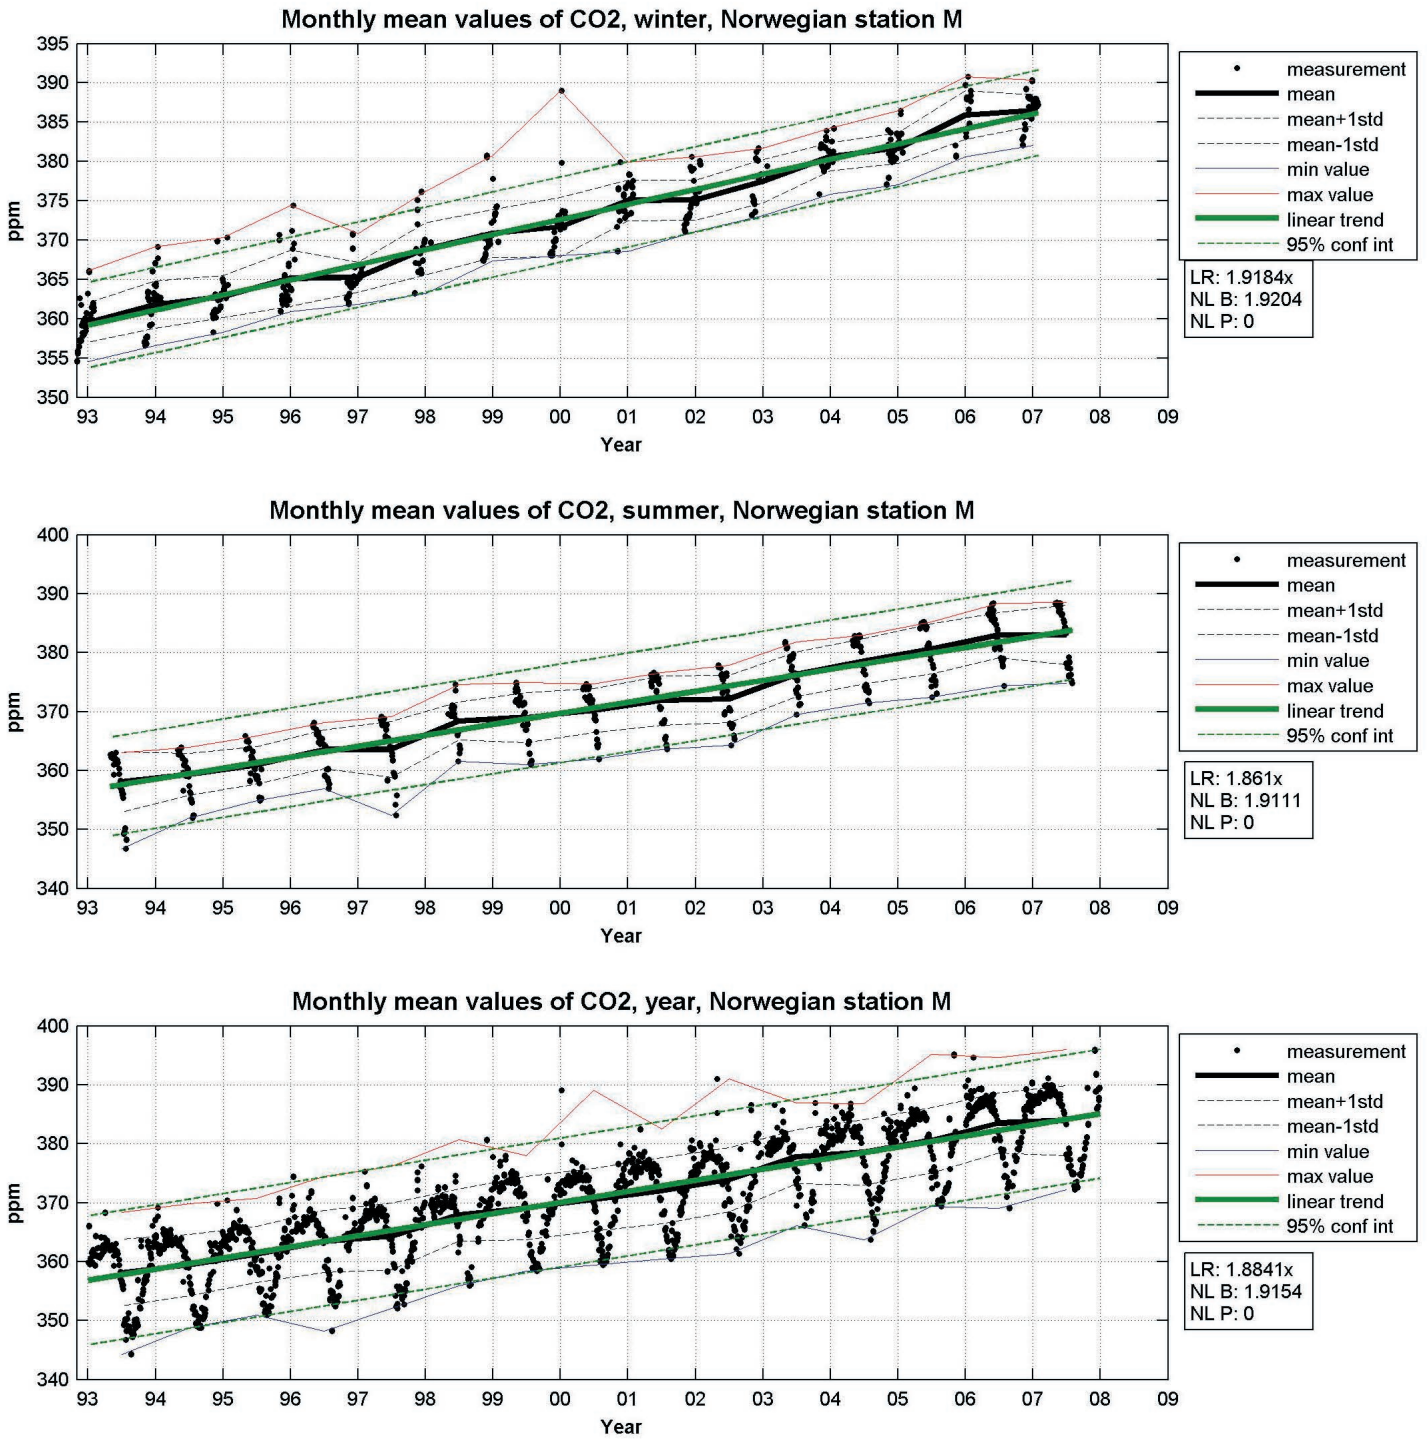 Monthly mean values of CO2, winter, Norwegian station M
395
390
385
380
375
370
365
360
355
350
ppm
93 94 95 96 97 98 99 00 01 02 03 04 05 06 07 08 09
Year
measurement
mean
mean+1std
mean-1std
min value
max value
linear trend
95% conf int
LR: 1.9184x
NL B: 1.9204
NL P: 0
Monthly mean values of CO2, summer, Norwegian station M
400
390
380
370
360
350
340
ppm
93 94 95 96 97 98 99 00 01 02 03 04 05 06 07 08 09
Year
measurement
mean
mean+1std
mean-1std
min value
max value
linear trend
95% conf int
LR: 1.861x
NL B: 1.9111
NL P: 0
Monthly mean values of CO2, year, Norwegian station M
400
390
380
370
360
350
340
ppm
93 94 95 96 97 98 99 00 01 02 03 04 05 06 07 08 09
Year
measurement
mean
mean+1std
mean-1std
min value
max value
linear trend
95% conf int
LR: 1.8841x
NL B: 1.9154
NL P: 0